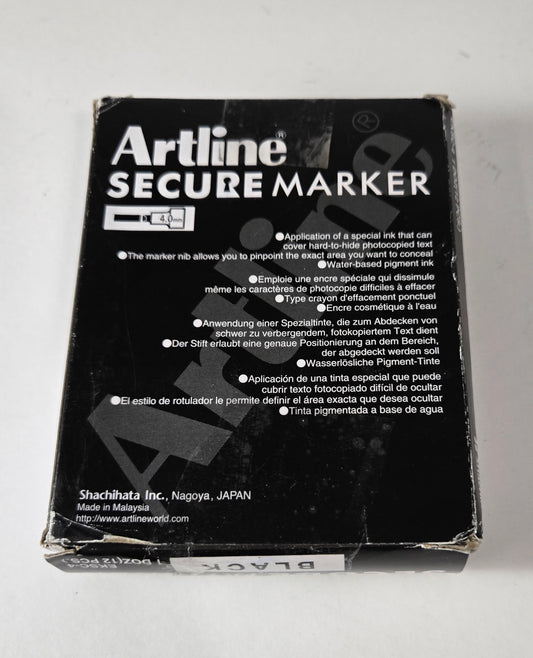 Artline®
SECURE MARKER
4.0mm
Artline ®
●Application of a special ink that can
cover hard-to-hide photocopied text
●The marker nib allows you to pinpoint the exact area you want to conceal
●Water-based pigment ink
●Emploie une encre spéciale qui dissimule
même les caractères de photocopie difficiles à effacer
●Type crayon d'effacement ponctuel
●Encre cosmétique à l'eau
●Anwendung einer Spezialtinte, die zum Abdecken von
schwer zu verbergendem, fotokopiertem Text dient
●Der Stift erlaubt eine genaue Positionierung an dem Bereich,
der abgedeckt werden soll
●Wasserlösliche Pigment-Tinte
●Aplicación de una tinta especial que puede
cubrir texto fotocopiado difícil de ocultar
●El estilo de rotulador le permite definir el área exacta que desea ocultar
●Tinta pigmentada a base de agua
Shachihata Inc., Nagoya, JAPAN
Made in Malaysia
http://www.artlineworld.com
EKSC-4
1 DOZ(12 PCS.)
BLACK